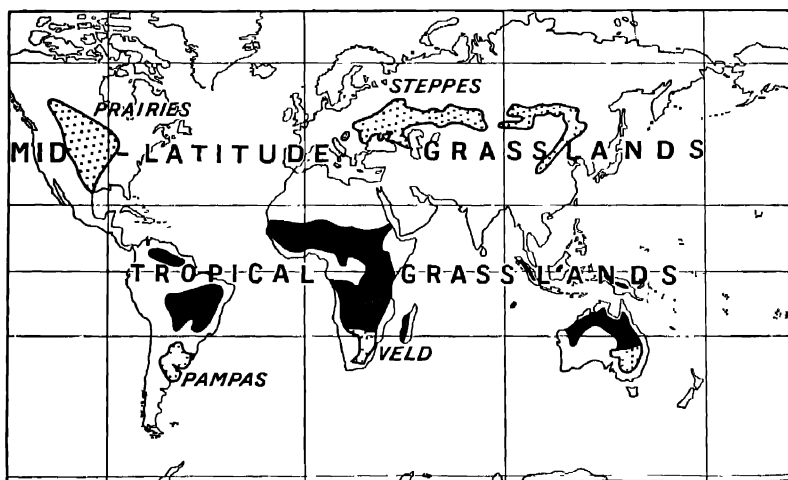 STEPPES
PRAIRIES
MID-LATITUDE GRASSLANDS
TROPICAL GRASSLANDS
VELD
PAMPAS